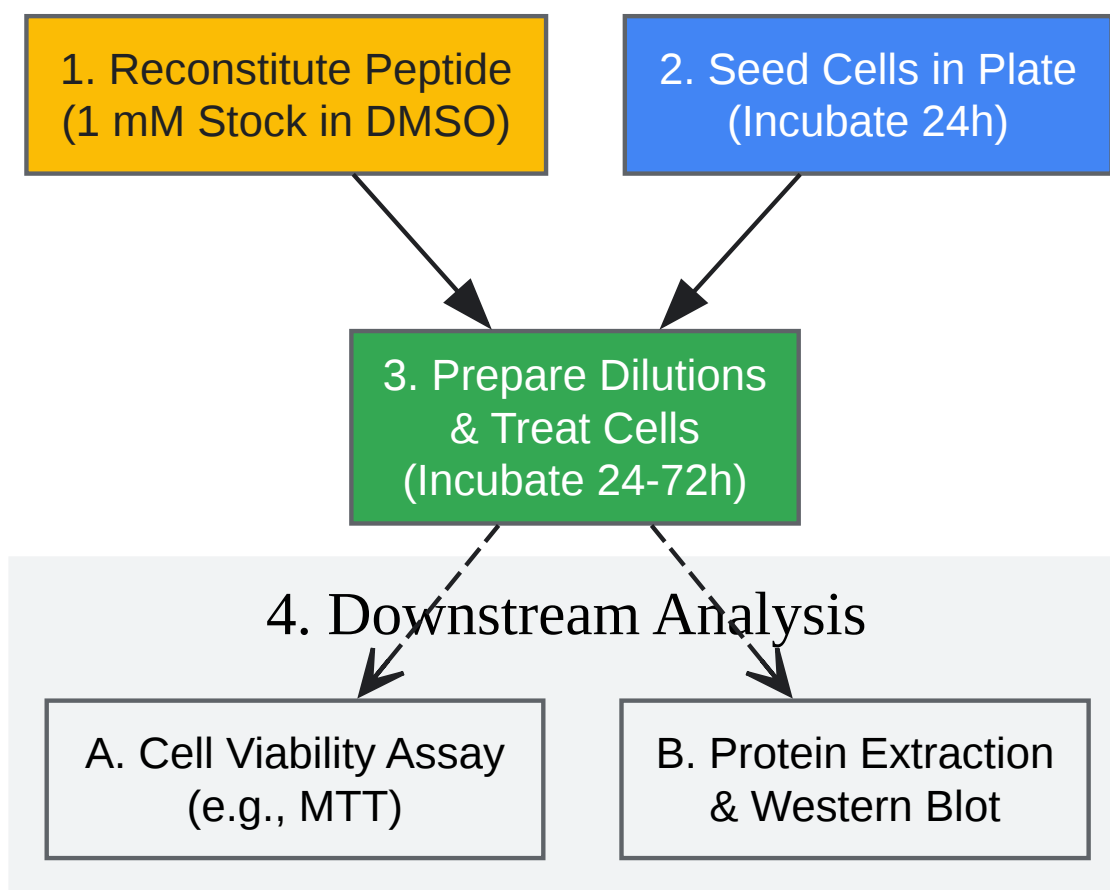 1. Reconstitute Peptide
(1 mM Stock in DMSO)
2. Seed Cells in Plate
(Incubate 24h)
3. Prepare Dilutions
& Treat Cells
(Incubate 24-72h)
4. Downstream Analysis
A. Cell Viability Assay
(e.g., MTT)
B. Protein Extraction
& Western Blot